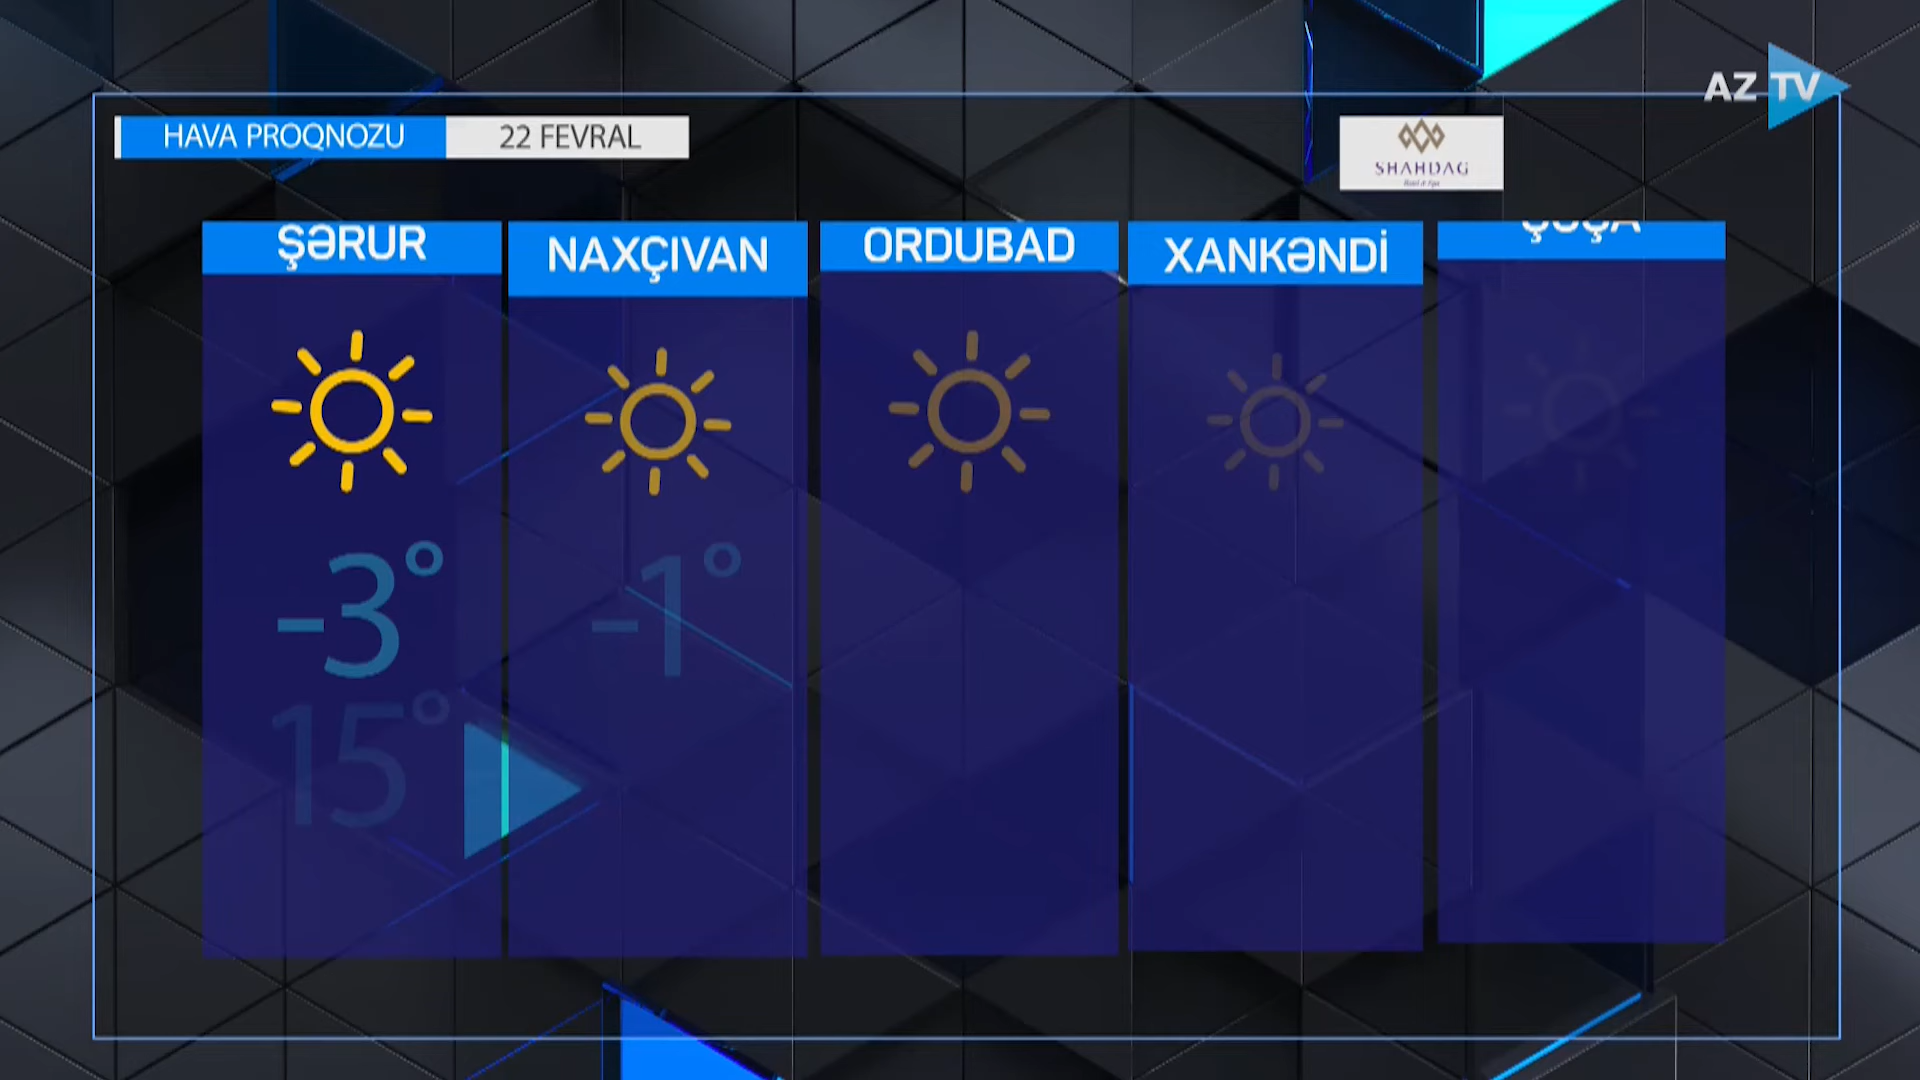 AZ TV
HAVA PROQNOZU 22 FEVRAL
SHAHDAG
ŞƏRUR NAXÇIVAN ORDUBAD XANKƏNDİ
-3° -1°
15°